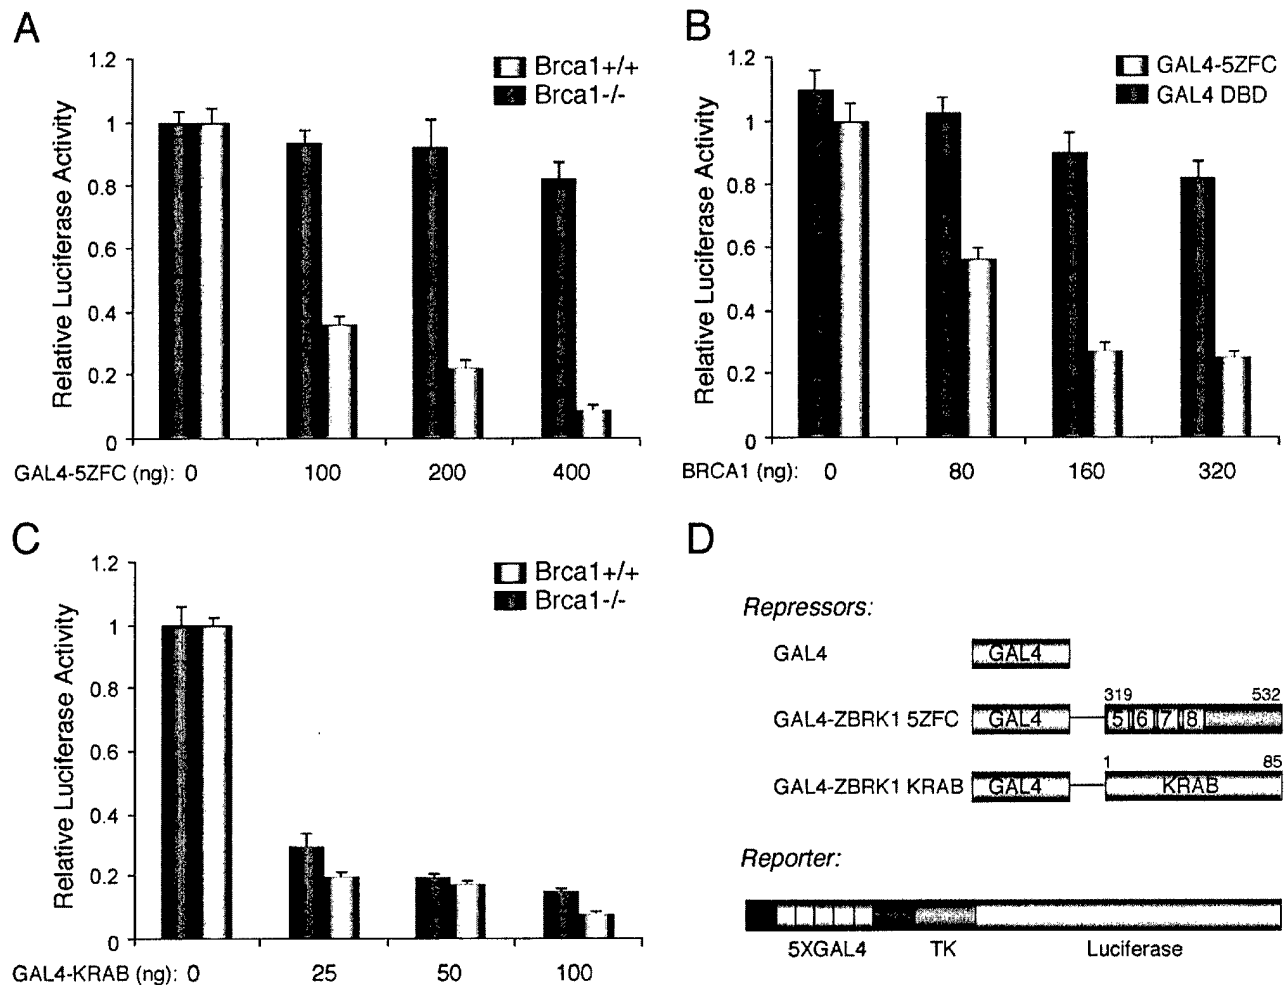 A
Relative Luciferase Activity
1.2
1
0.8
0.6
0.4
0.2
0
Brca1+/+
Brca1-/-
GAL4-5ZFC (ng): 0 100 200 400
B
Relative Luciferase Activity
1.2
1
0.8
0.6
0.4
0.2
0
GAL4-5ZFC
GAL4 DBD
BRCA1 (ng): 0 80 160 320
C
Relative Luciferase Activity
1.2
1
0.8
0.6
0.4
0.2
0
Brca1+/+
Brca1-/-
GAL4-KRAB (ng): 0 25 50 100
D
Repressors:
GAL4 GAL4
319 532
GAL4-ZBRK1 5ZFC GAL4 5 6 7 8
1 85
GAL4-ZBRK1 KRAB GAL4 KRAB
Reporter:
5XGAL4 TK Luciferase